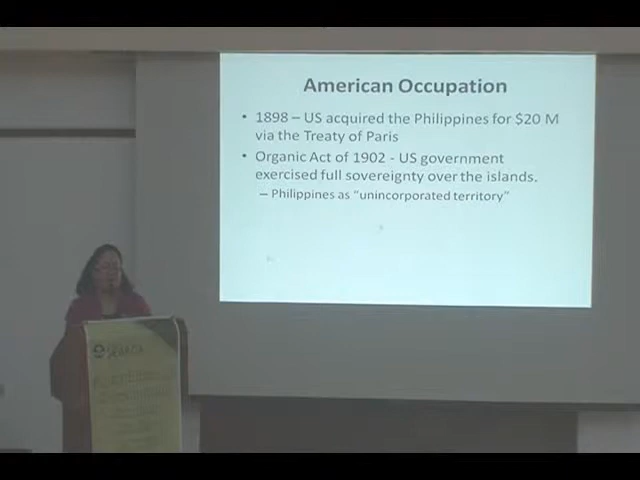 American Occupation
• 1898 – US acquired the Philippines for $20 M
via the Treaty of Paris
• Organic Act of 1902 - US government
exercised full sovereignty over the islands.
– Philippines as “unincorporated territory”